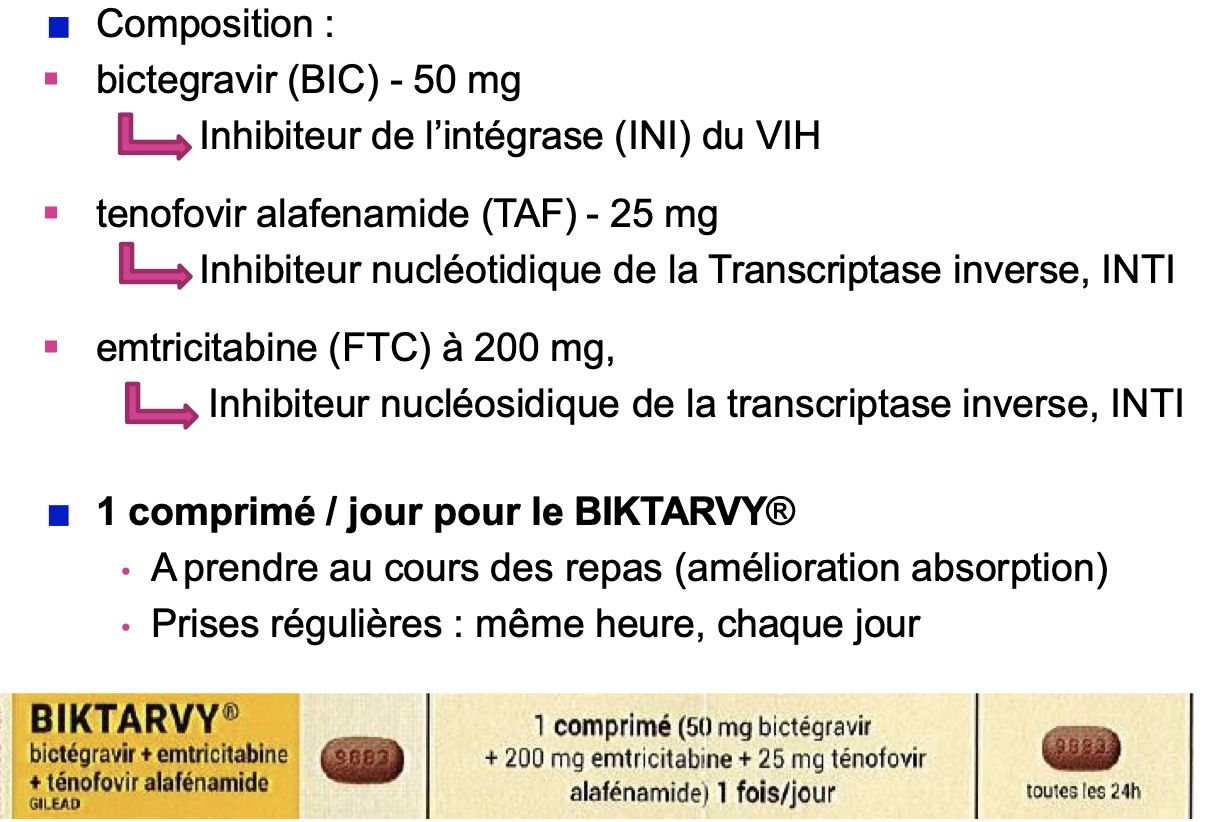 Composition :
bictegravir (BIC) - 50 mg
Inhibiteur de l’intégrase (INI) du VIH
tenofovir alafenamide (TAF) - 25 mg
Inhibiteur nucléotidique de la Transcriptase inverse, INTI
emtricitabine (FTC) à 200 mg,
Inhibiteur nucléosidique de la transcriptase inverse, INTI
1 comprimé / jour pour le BIKTARVY®
A prendre au cours des repas (amélioration absorption)
Prises régulières : même heure, chaque jour
BIKTARVY®
bictégravir + emtricitabine
+ ténofovir alafénamide
GILEAD
9883
1 comprimé (50 mg bictégravir
+ 200 mg emtricitabine + 25 mg ténofovir
alafénamide) 1 fois/jour
9883
toutes les 24h